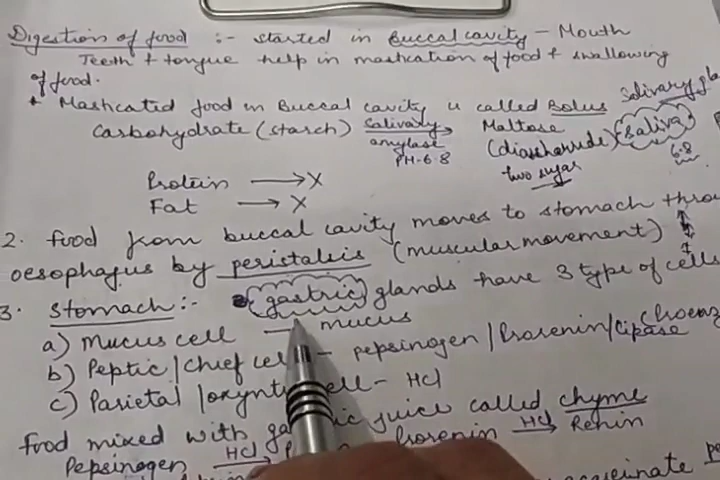 Digestion of food :- started in Buccal cavity - Mouth
Teeth + tongue help in mastication of food + swallowing
of food.
* Masticated food in Buccal cavity is called Bolus
Salivary
Carbohydrate (starch) Salivary amylase PH-6.8 → Maltose (disaccharide) two sugar
Saliva 6.8
Protein → X
Fat → X
2. food from buccal cavity moves to stomach
oesophagus by peristalsis (muscular movement)
3. Stomach:- gastric glands have 3 type of cells
a) Mucus cell → mucus
b) Peptic / chief - pepsinogen / Prorenin / Lipase
c) Parietal / oxyntic cell - HCl
food mixed with juice called chyme
Pepsinogen HCl → Prorenin HCl → Renin